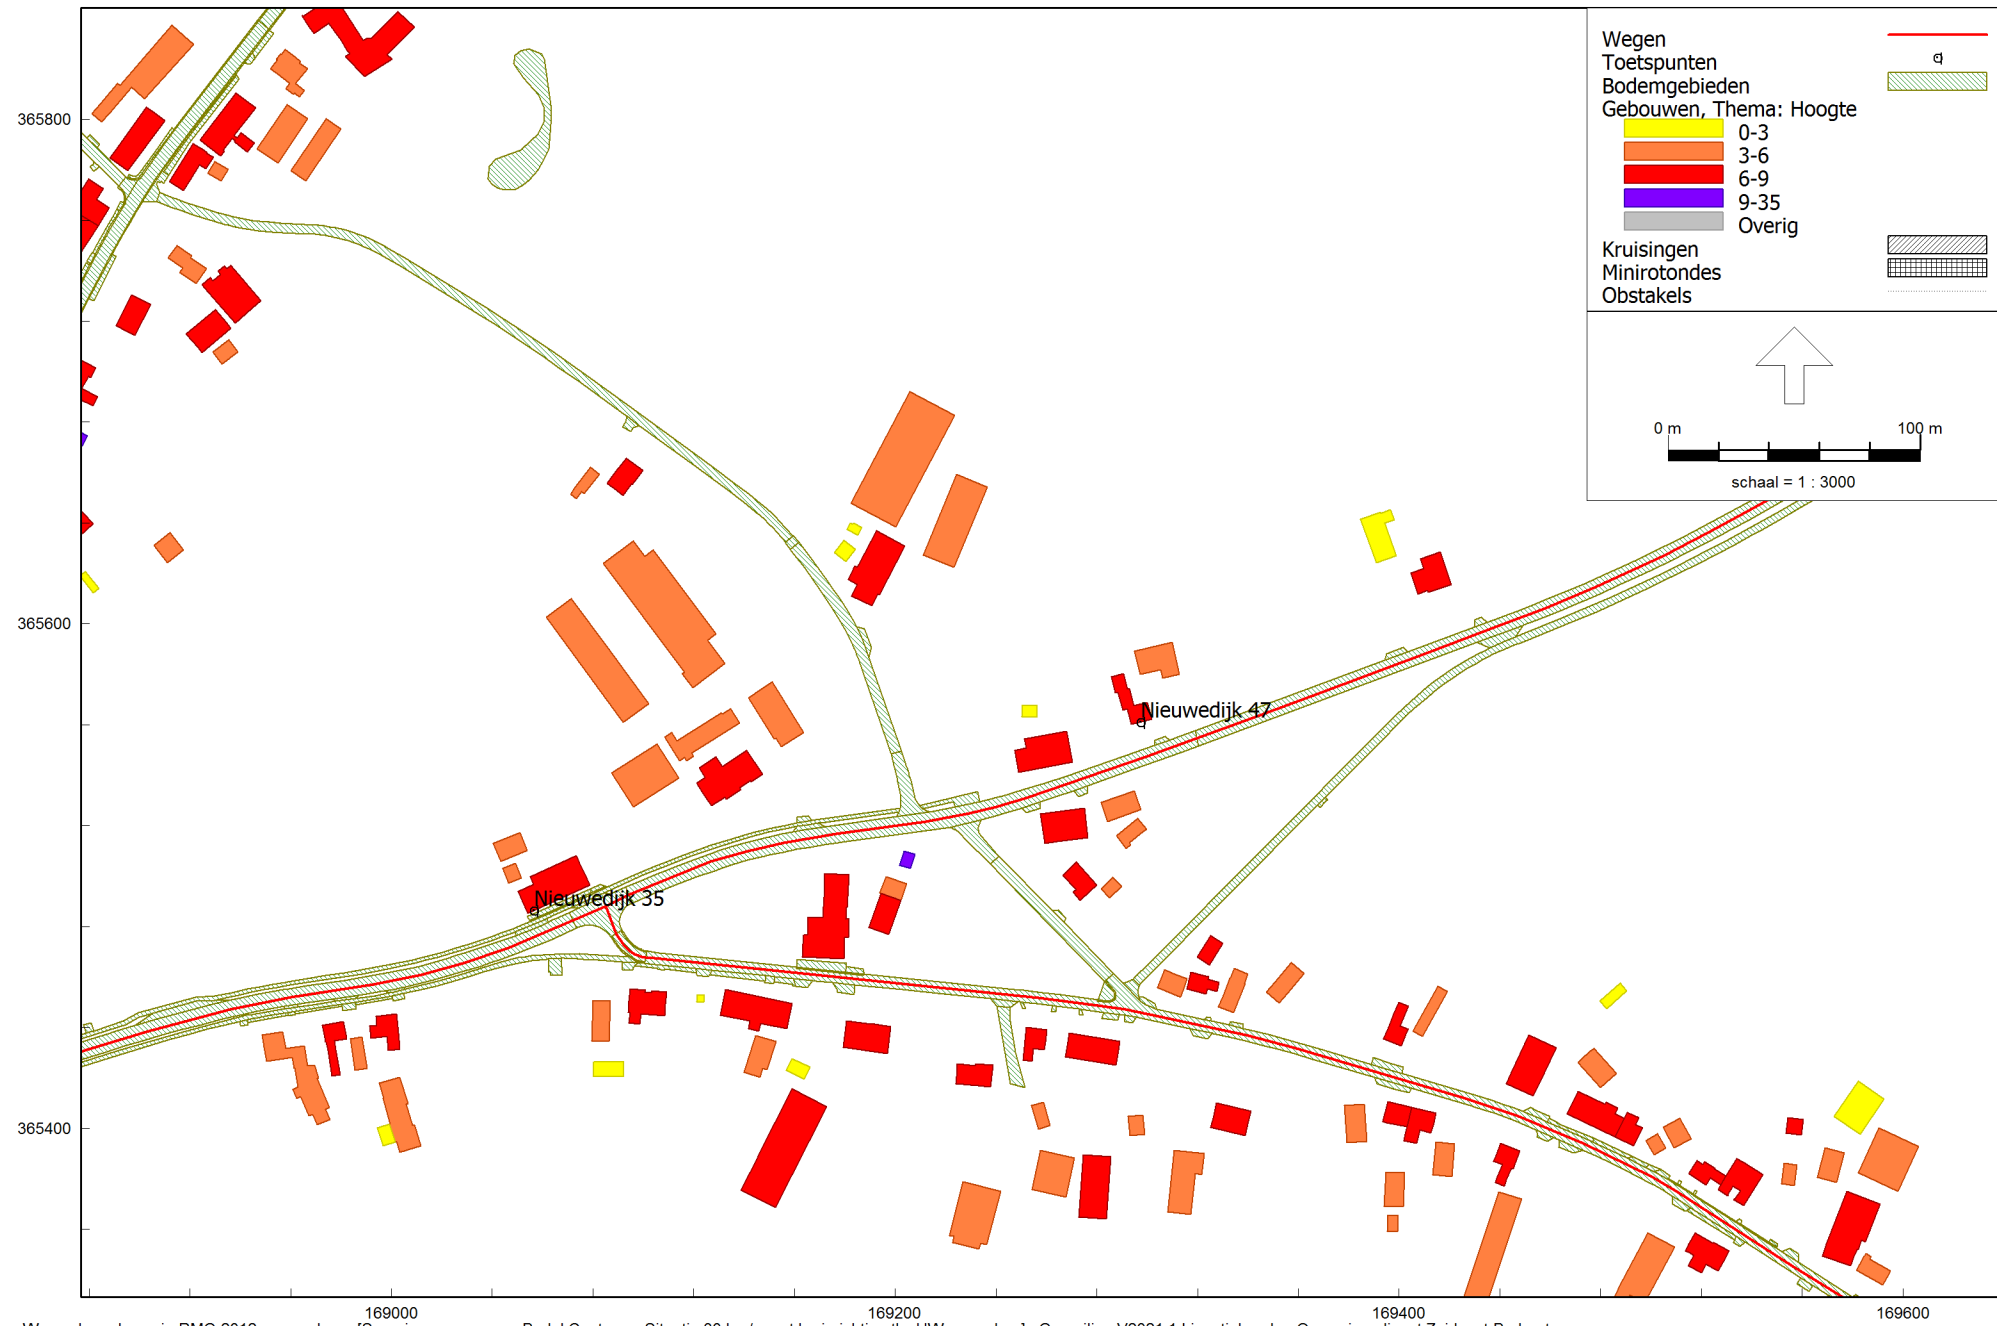 Wegen
Toetspunten
Bodemgebieden
Gebouwen, Thema: Hoogte
0-3
3-6
6-9
9-35
Overig
Kruisingen
Minirotondes
Obstakels
0 m 100 m
schaal = 1 : 3000
365800
365600
365400
Nieuwedijk 47
Nieuwedijk 35
169000 169200 169400 169600